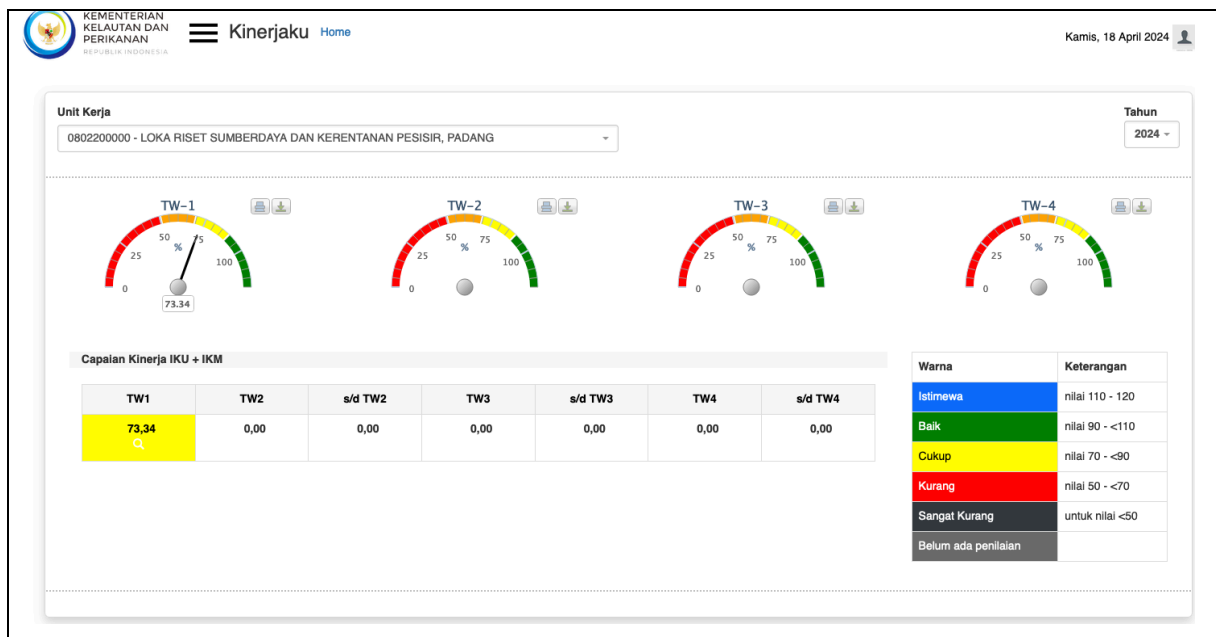 KEMENTERIAN
KELAUTAN DAN
PERIKANAN
REPUBLIK INDONESIA
Kinerjaku Home
Kamis, 18 April 2024
Unit Kerja
Tahun
0802200000 - LOKA RISET SUMBERDAYA DAN KERENTANAN PESISIR, PADANG
2024
TW-1
0 25 50 75 100
%
73.34
TW-2
0 25 50 75 100
%
TW-3
0 25 50 75 100
%
TW-4
0 25 50 75 100
%
Capaian Kinerja IKU + IKM
TW1 TW2 s/d TW2 TW3 s/d TW3 TW4 s/d TW4
73,34 0,00 0,00 0,00 0,00 0,00 0,00
Warna Keterangan
Istimewa nilai 110 - 120
Baik nilai 90 - <110
Cukup nilai 70 - <90
Kurang nilai 50 - <70
Sangat Kurang untuk nilai <50
Belum ada penilaian